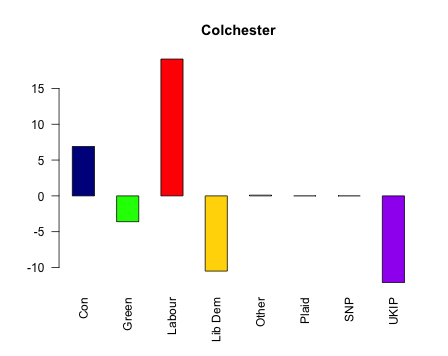 Colchester
15
10
5
0
-5
-10
Con
Green
Labour
Lib Dem
Other
Plaid
SNP
UKIP